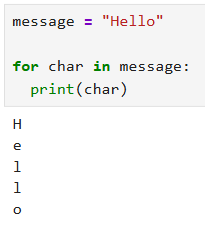 message = "Hello"

for char in message:
  print(char)
H
e
l
l
o